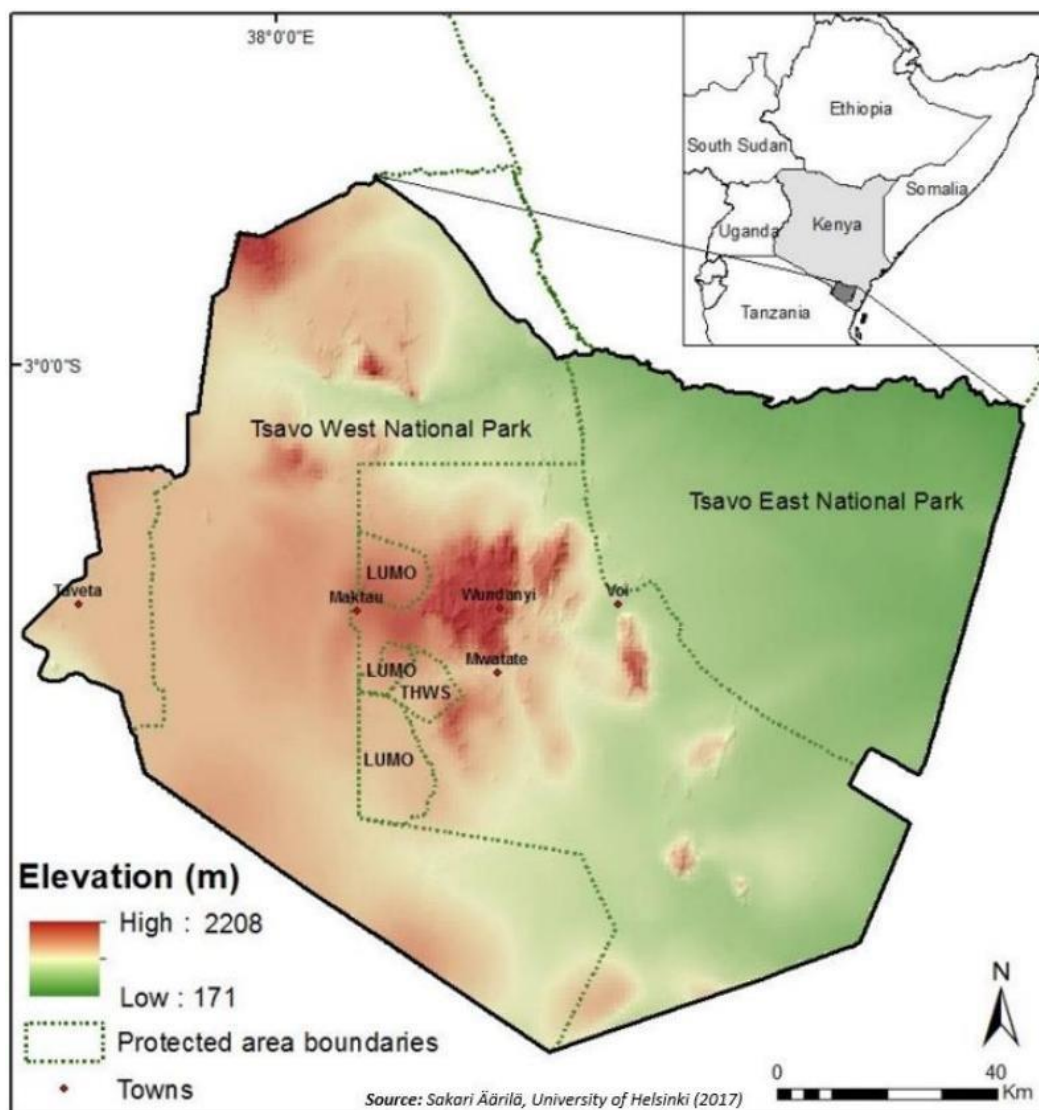 38°0'0"E
Ethiopia
South Sudan
Somalia
Uganda
Kenya
Tanzania
3°0'0"S
Tsavo West National Park
Tsavo East National Park
LUMO
Taveta
Maktau
Wundanyi
Voi
Mwatate
LUMO
THWS
LUMO
Elevation (m)
High : 2208
Low : 171
Protected area boundaries
Towns
N
0 40
Km
Source: Sakari Äärilä, University of Helsinki (2017)